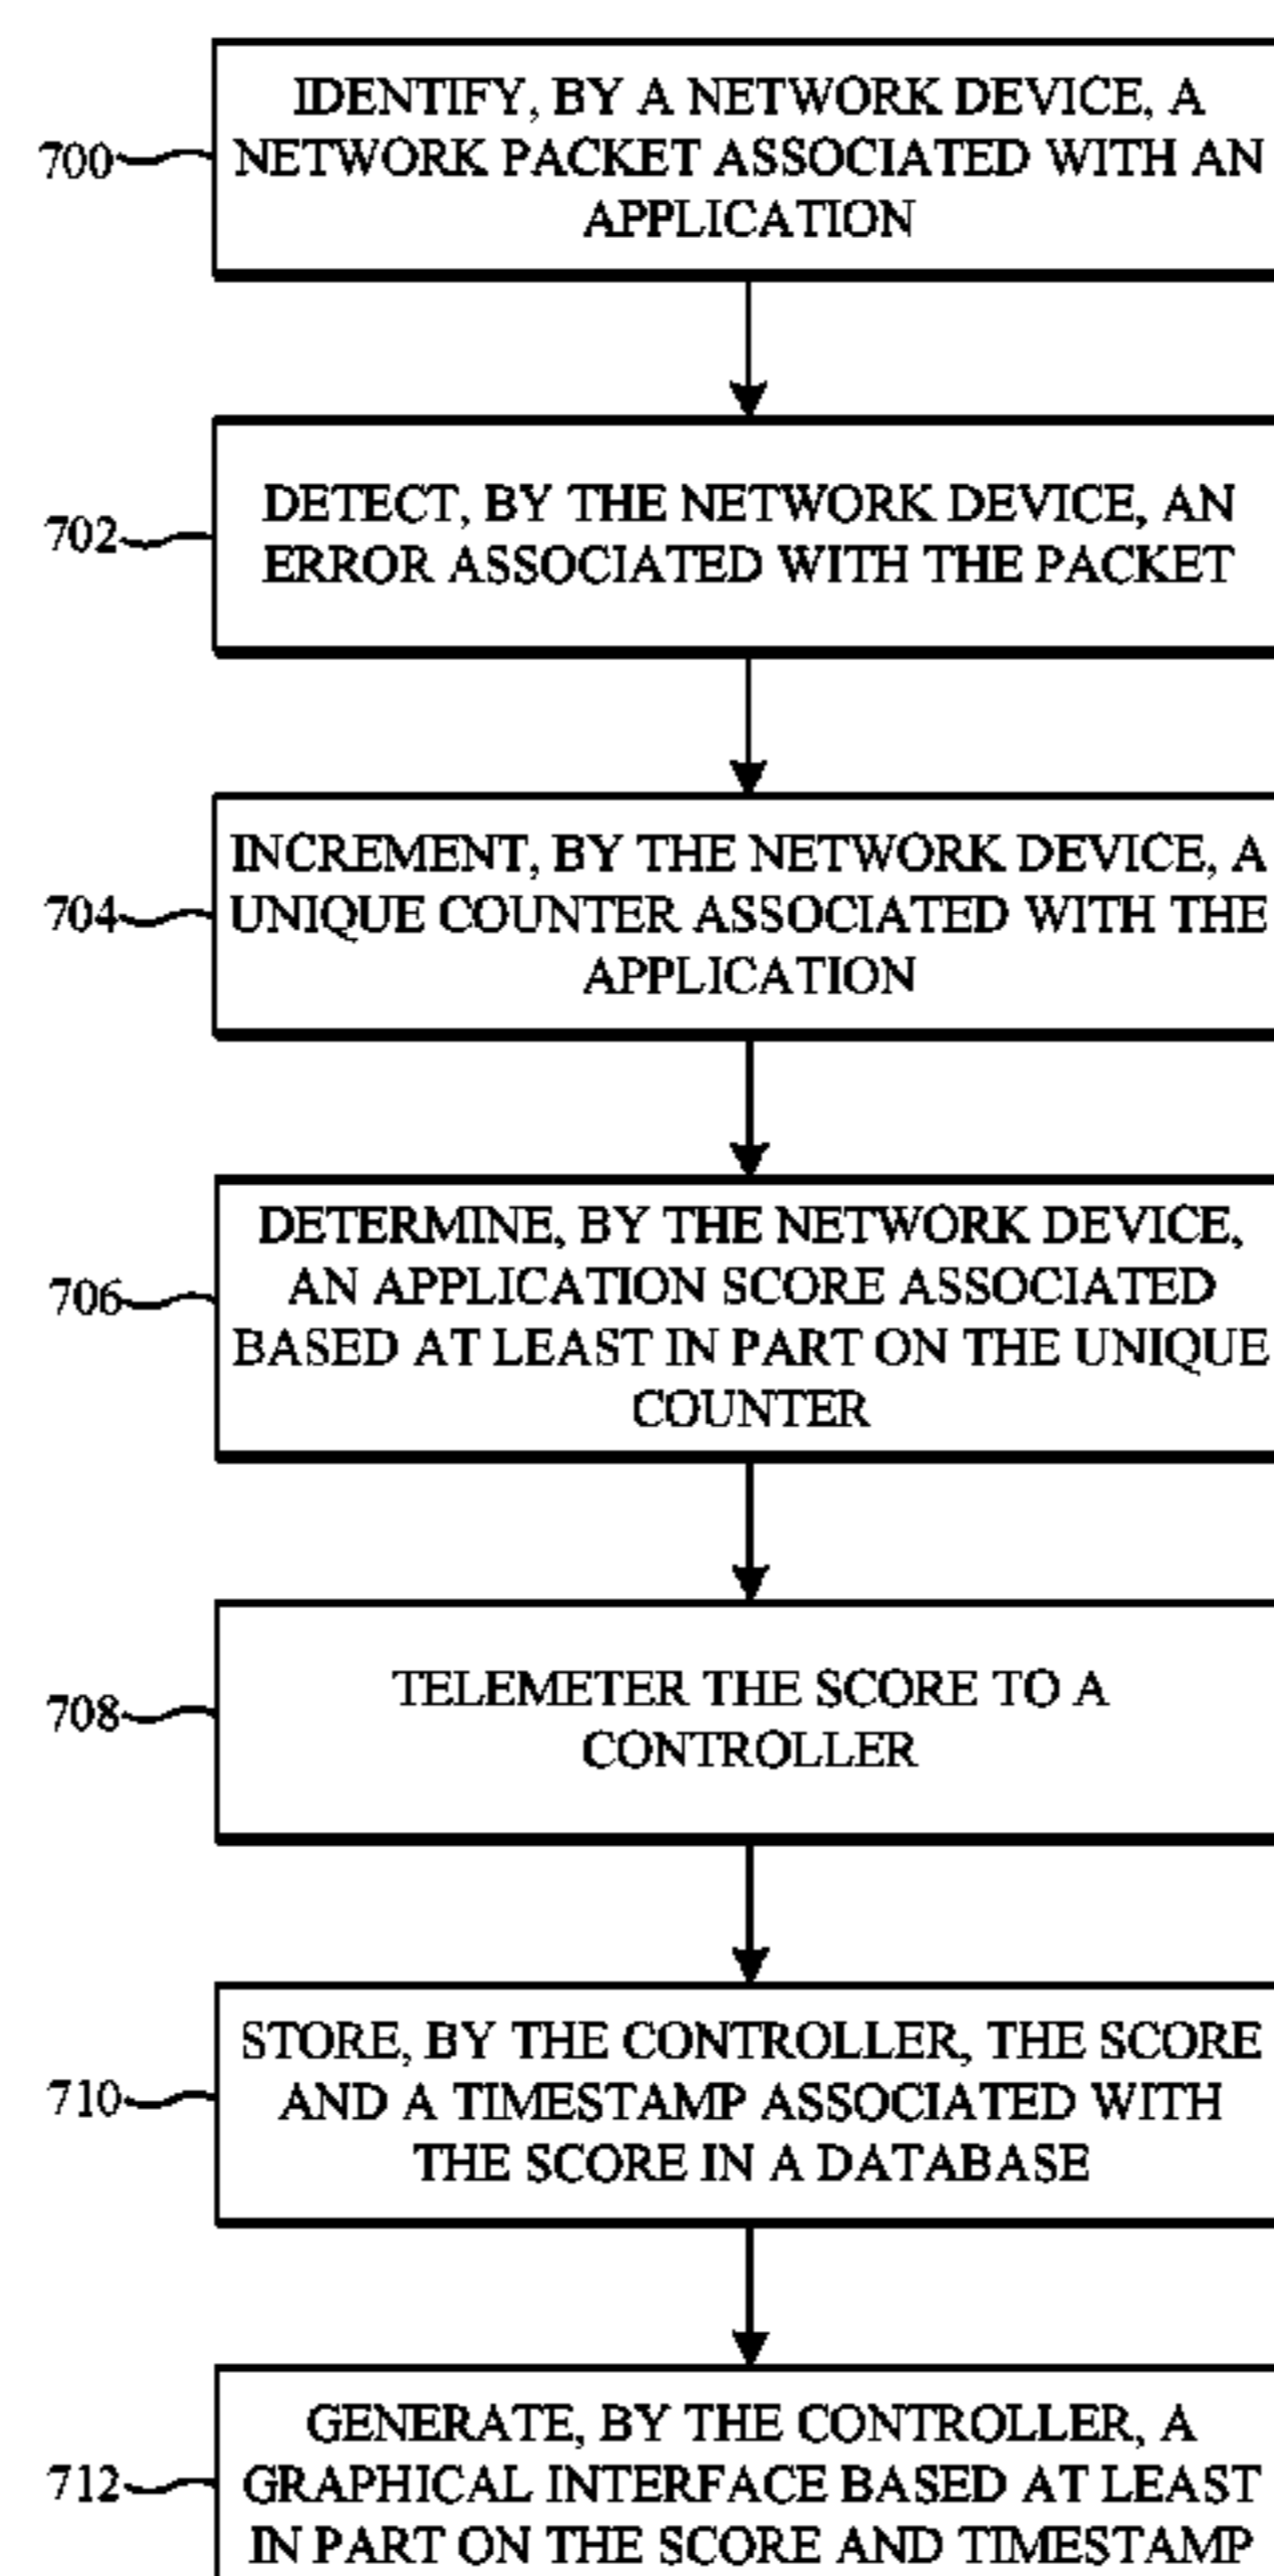 IDENTIFY, BY A NETWORK DEVICE, A
700 NETWORK PACKET ASSOCIATED WITH AN
APPLICATION
DETECT, BY THE NETWORK DEVICE, AN
702
ERROR ASSOCIATED WITH THE PACKET
INCREMENT, BY THE NETWORK DEVICE, A
704 UNIQUE COUNTER ASSOCIATED WITH THE
APPLICATION
DETERMINE, BY THE NETWORK DEVICE,
706 AN APPLICATION SCORE ASSOCIATED
BASED AT LEAST IN PART ON THE UNIQUE
COUNTER
TELEMETER THE SCORE TO A
708
CONTROLLER
STORE, BY THE CONTROLLER, THE SCORE
710 AND A TIMESTAMP ASSOCIATED WITH
THE SCORE IN A DATABASE
GENERATE, BY THE CONTROLLER, A
712 GRAPHICAL INTERFACE BASED AT LEAST
IN PART ON THE SCORE AND TIMESTAMP